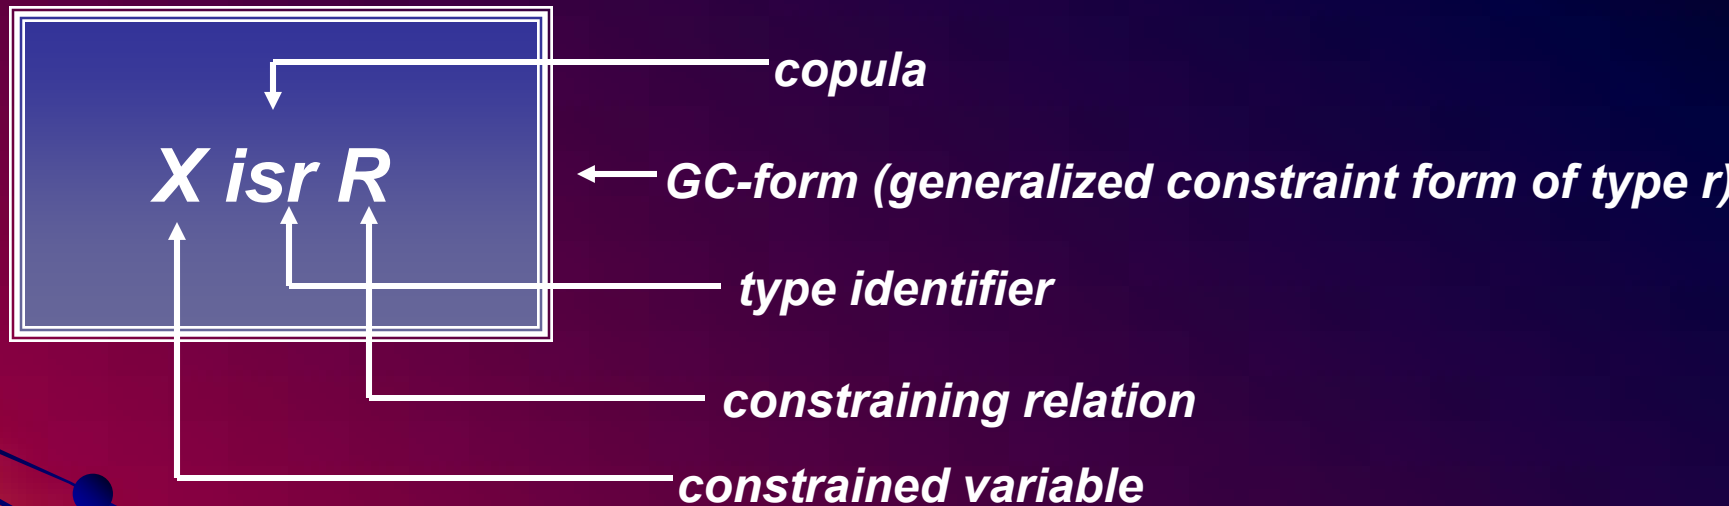 copula
X isr R
GC-form (generalized constraint form of type r)
type identifier
constraining relation
constrained variable